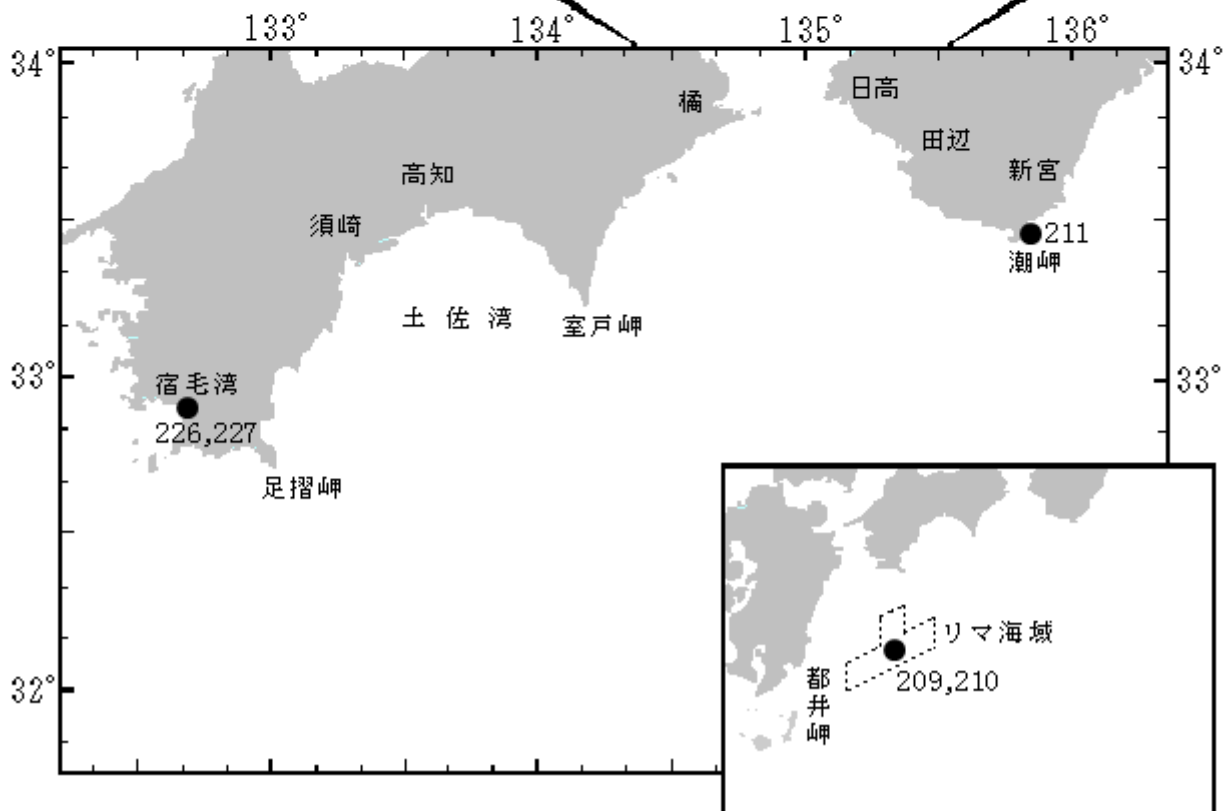 133° 134° 135° 136°
34° 34°
橘
日高
田辺
高知
新宮
須崎
211
潮岬
土佐湾
室戸岬
33° 33°
宿毛湾
226,227
足摺岬
リマ海域
209,210
都井岬
32°